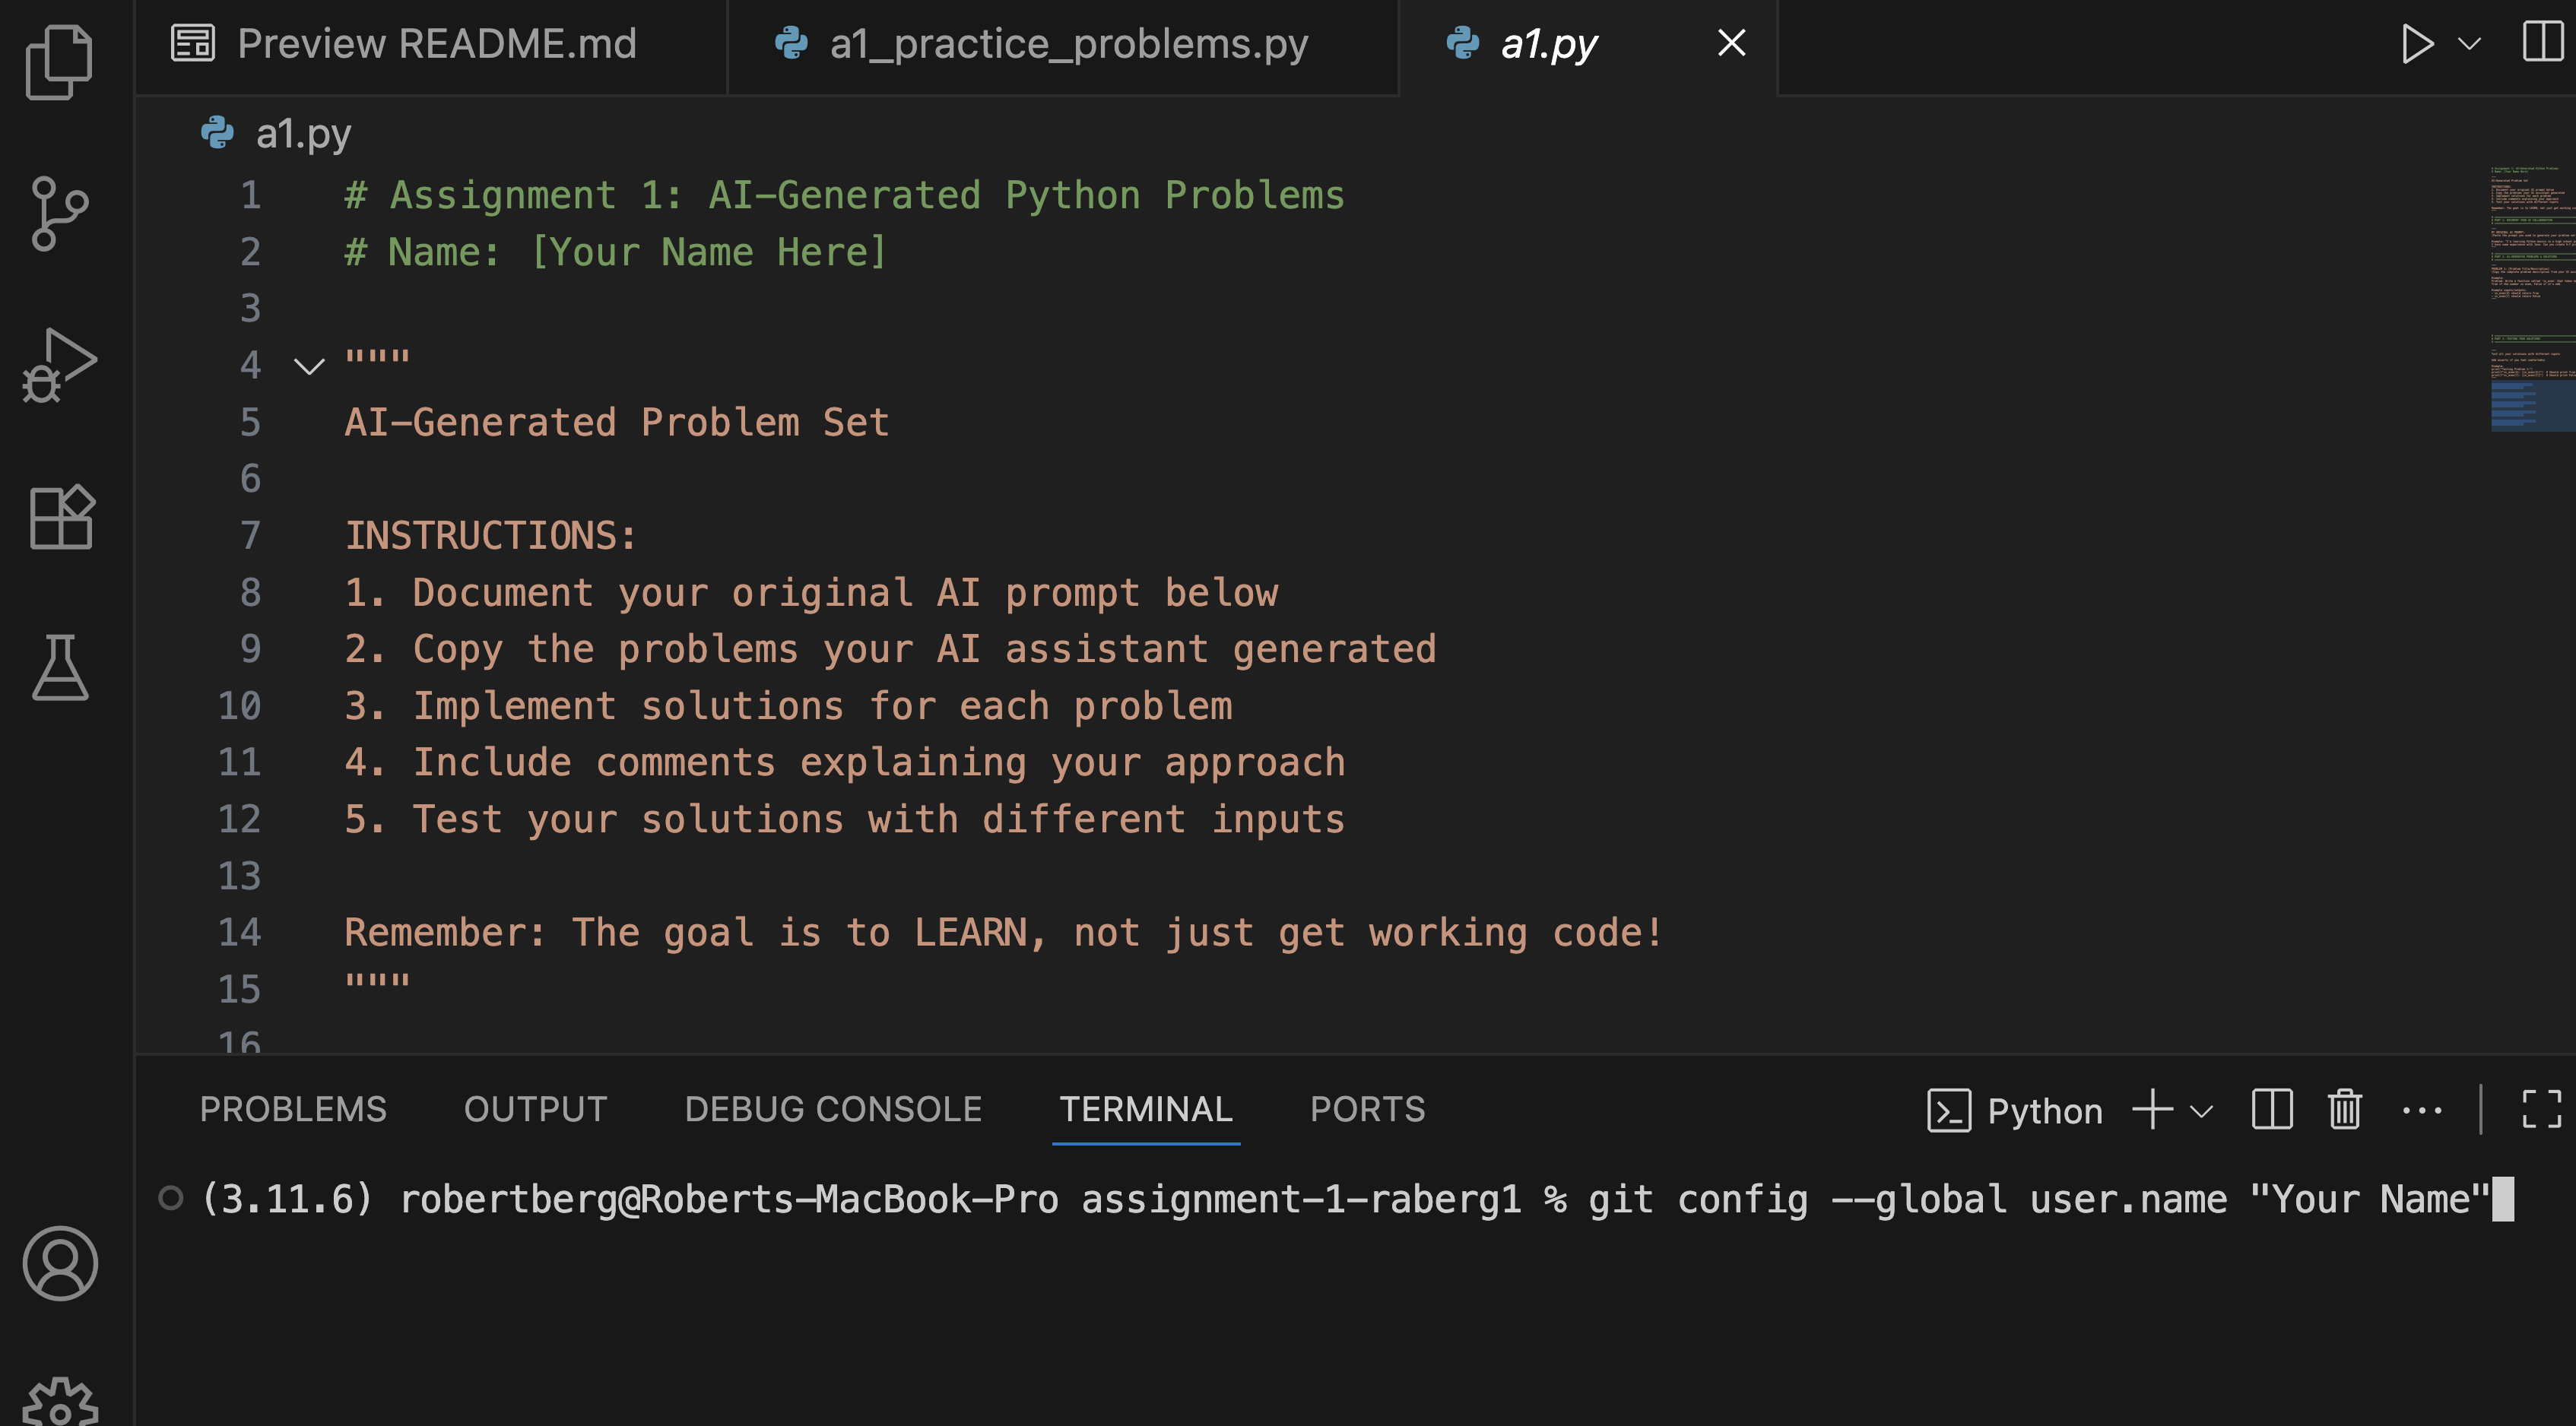 Preview README.md
a1_practice_problems.py
a1.py
a1.py
1 # Assignment 1: AI-Generated Python Problems
2 # Name: [Your Name Here]
3
4 """
5 AI-Generated Problem Set
6
7 INSTRUCTIONS:
8 1. Document your original AI prompt below
9 2. Copy the problems your AI assistant generated
10 3. Implement solutions for each problem
11 4. Include comments explaining your approach
12 5. Test your solutions with different inputs
13
14 Remember: The goal is to LEARN, not just get working code!
15 """
16
PROBLEMS OUTPUT DEBUG CONSOLE TERMINAL PORTS Python
(3.11.6) robertberg@Roberts-MacBook-Pro assignment-1-raberg1 % git config --global user.name "Your Name"